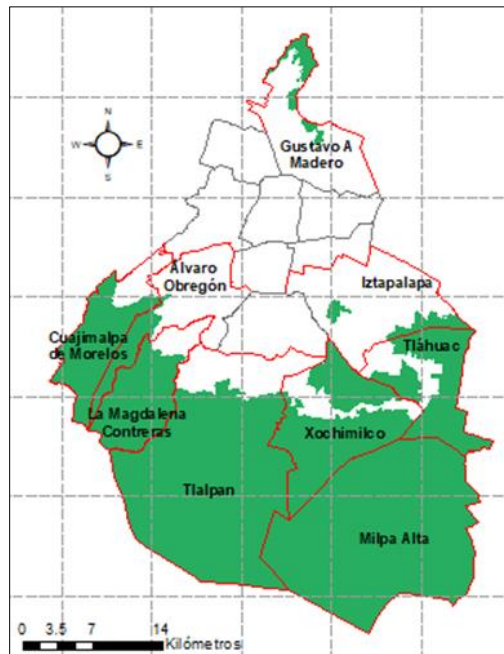 N
W E
S
Gustavo A
Madero
Álvaro
Obregón
Iztapalapa
Cuajimalpa
de Morelos
Tláhuac
La Magdalena
Contreras
Xochimilco
Tlalpan
Milpa Alta
0 3.5 7 14
Kilómetros